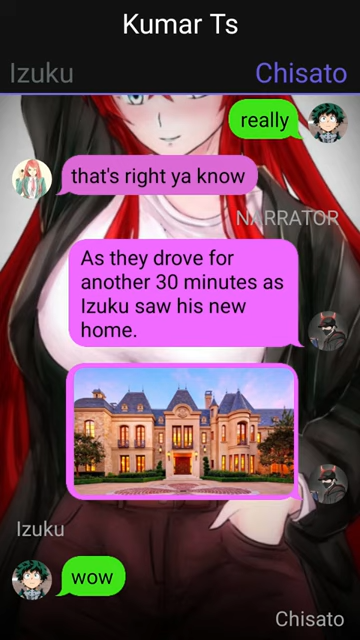 Kumar Ts
Izuku
Chisato
really
that's right ya know
NARRATOR
As they drove for
another 30 minutes as
Izuku saw his new
home.
Izuku
wow
Chisato